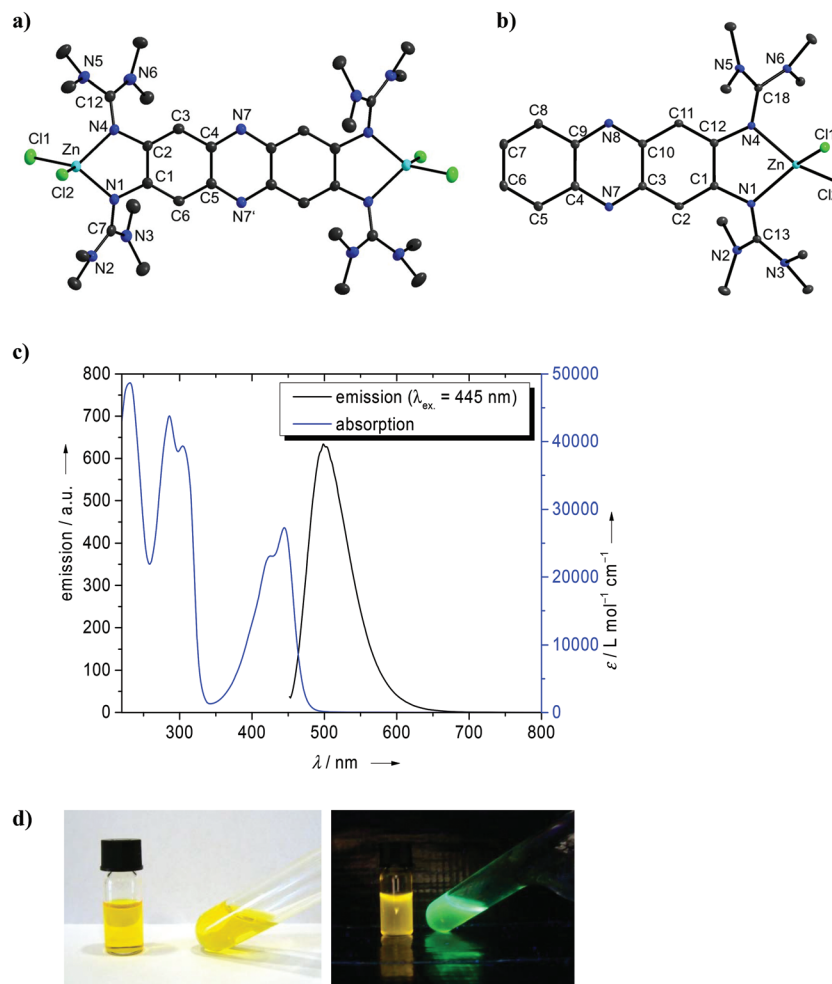 a)
b)
N5 N6
C12
C3 N7
Cl1 Zn N4 C2 C4
Cl2 N1 C1 C5
C6 N7‘
C7 N3
N2
N5 N6
C18
C8 C11
C9 N8 C12 N4 Cl1
C7 C10 Zn
C6 C3 C1
C4 N7 N1 Cl2
C5 C2
C13
N2 N3
c)
emission (λex. = 445 nm)
absorption
800
700
600
500
400
300
200
100
0
emission / a.u.
50000
40000
30000
20000
10000
0
ε / L mol−1 cm−1
300 400 500 600 700 800
λ / nm
d)